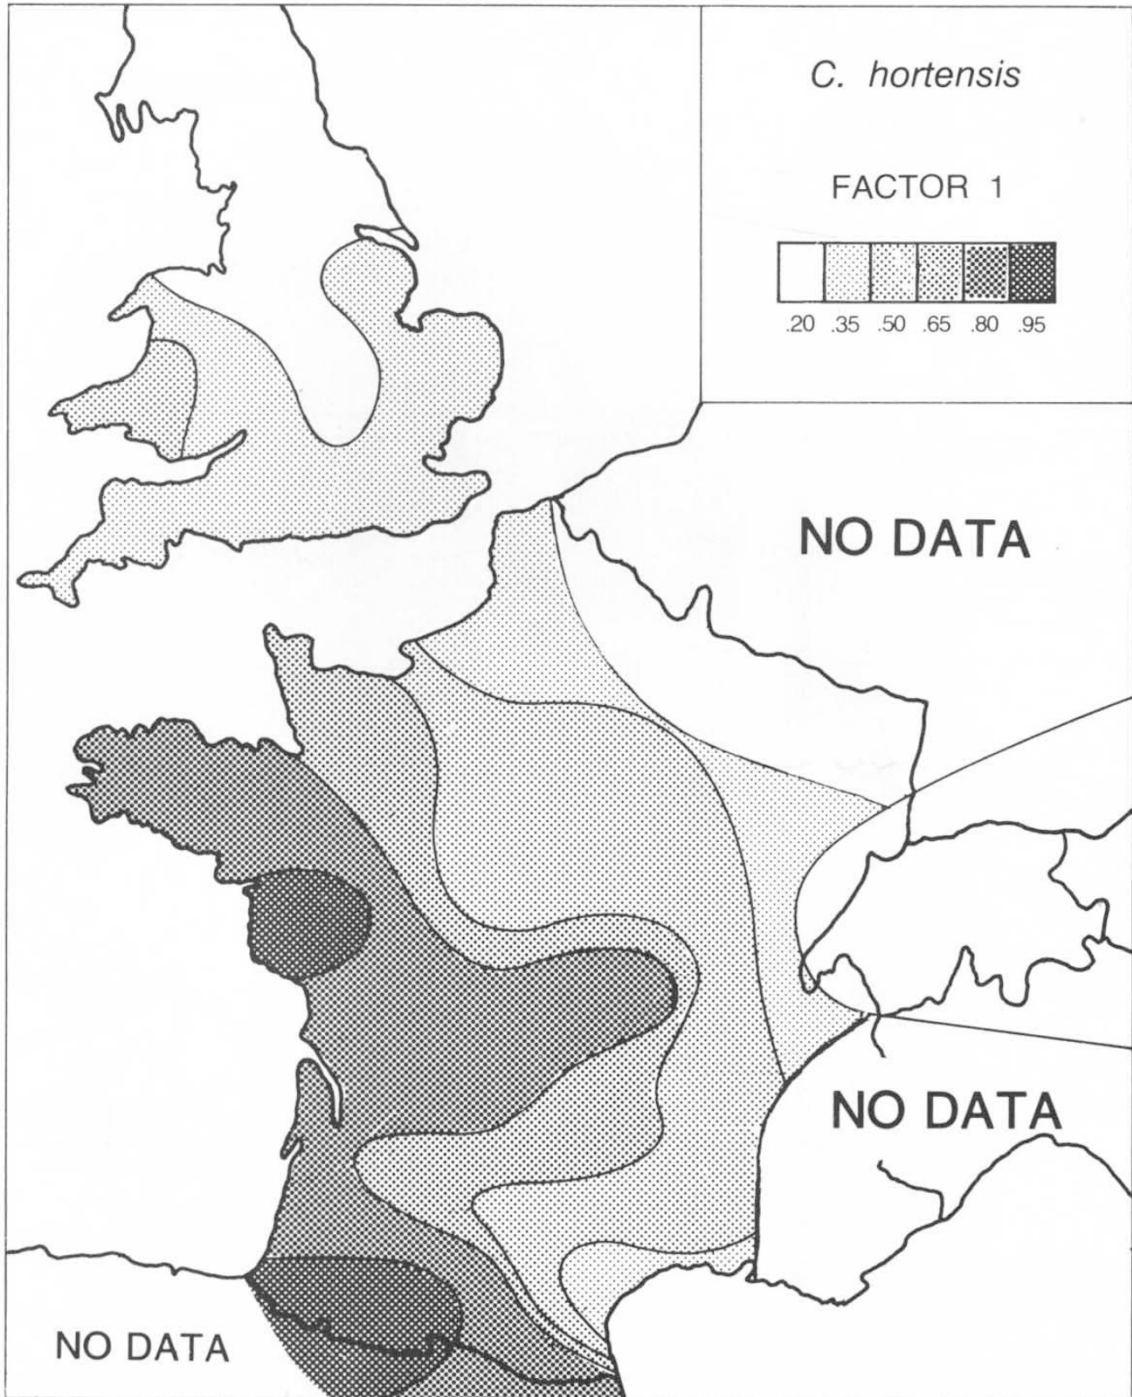 C. hortensis
FACTOR 1
.20 .35 .50 .65 .80 .95
NO DATA
NO DATA
NO DATA